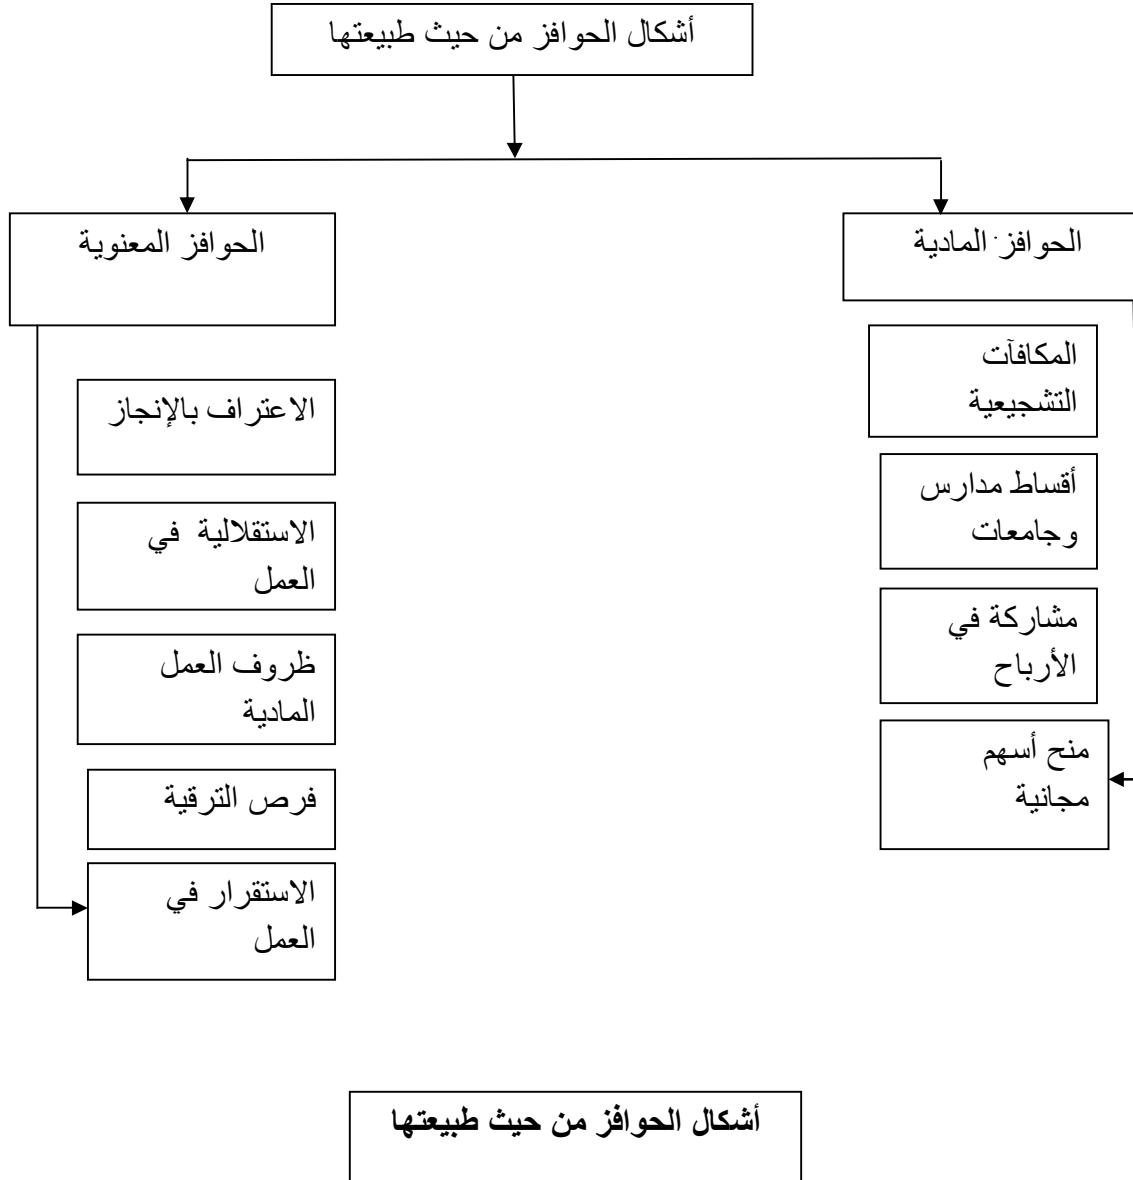 أشكال الحوافز من حيث طبيعتها
الحوافز المادية
المكافآت
التشجيعية
أقساط مدارس
وجامعات
مشاركة في
الأرباح
منح أسهم
مجانية
الحوافز المعنوية
الاعتراف بالإنجاز
الاستقلالية في
العمل
ظروف العمل
المادية
فرص الترقية
الاستقرار في
العمل
أشكال الحوافز من حيث طبيعتها